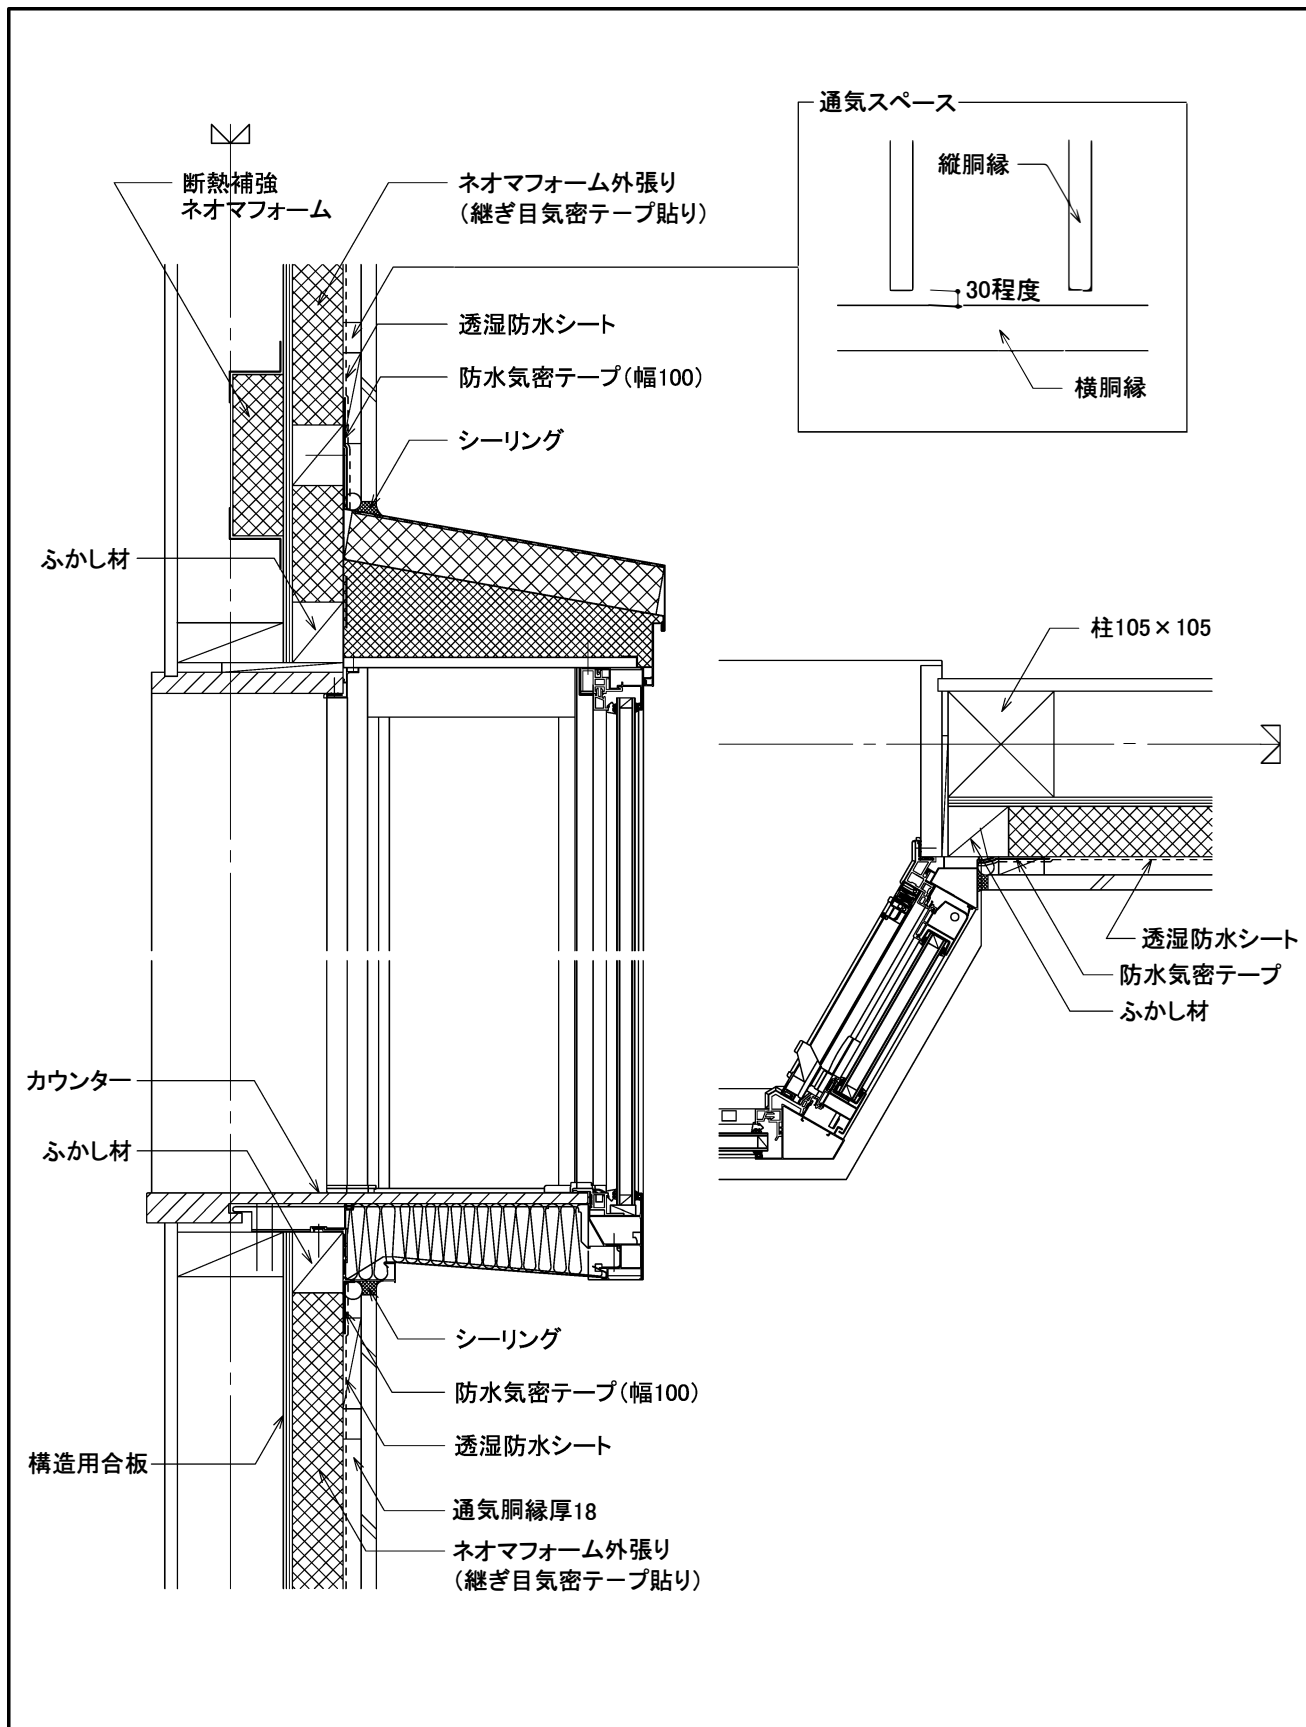 通気スペース
縦胴縁
30程度
横胴縁
断熱補強
ネオマフォーム
ネオマフォーム外張り
(継ぎ目気密テープ貼り)
透湿防水シート
防水気密テープ(幅100)
シーリング
ふかし材
柱105×105
透湿防水シート
防水気密テープ
ふかし材
カウンター
ふかし材
シーリング
防水気密テープ(幅100)
透湿防水シート
構造用合板
通気胴縁厚18
ネオマフォーム外張り
(継ぎ目気密テープ貼り)